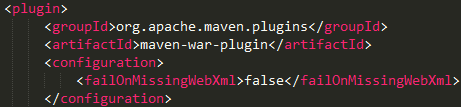 <plugin>
<groupId>org.apache.maven.plugins</groupId>
<artifactId>maven-war-plugin</artifactId>
<configuration>
<failOnMissingWebXml>false</failOnMissingWebXml>
</configuration>